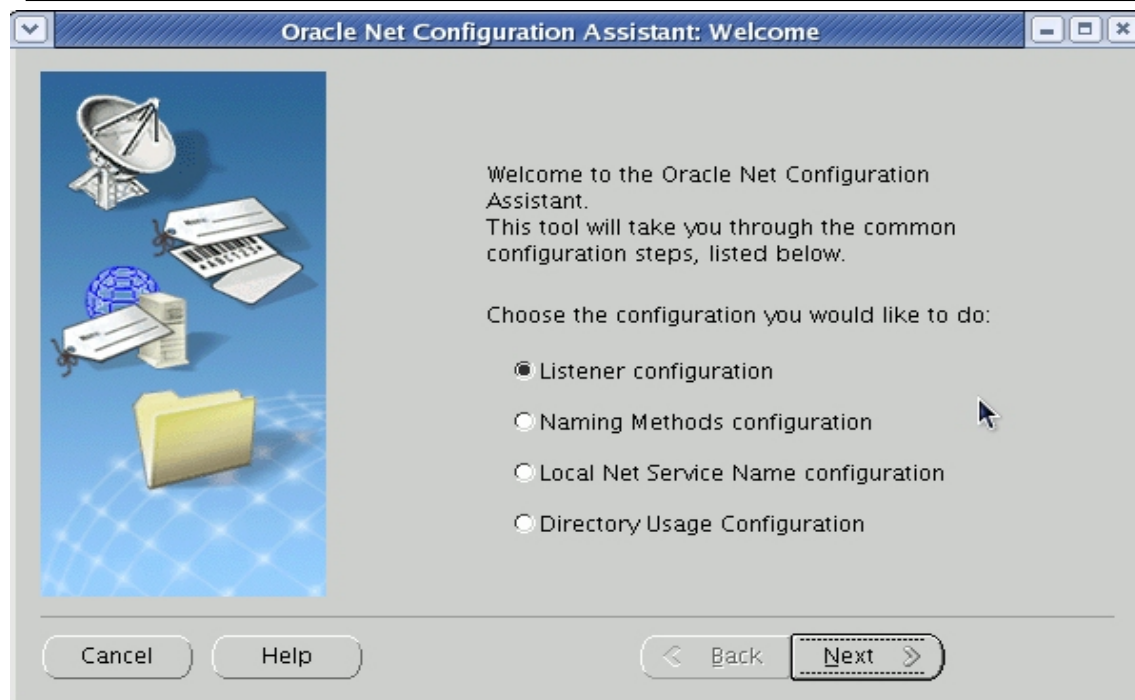 Oracle Net Configuration Assistant: Welcome
Welcome to the Oracle Net Configuration
Assistant.
This tool will take you through the common
configuration steps, listed below.
Choose the configuration you would like to do:
Listener configuration
Naming Methods configuration
Local Net Service Name configuration
Directory Usage Configuration
Cancel
Help
Back
Next